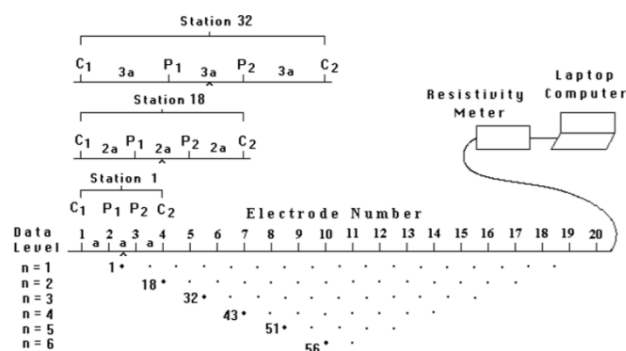 Station 32
C1 P1 P2 C2
3a 3a 3a
Laptop
Computer
Resistivity
Meter
Station 18
C1 P1 P2 C2
2a 2a 2a
Station 1
C1 P1 P2 C2
Electrode Number
Data
Level
1 2 3 4 5 6 7 8 9 10 11 12 13 14 15 16 17 18 19 20
a a a
n = 1 1
n = 2 18
n = 3 32
n = 4 43
n = 5 51
n = 6 56